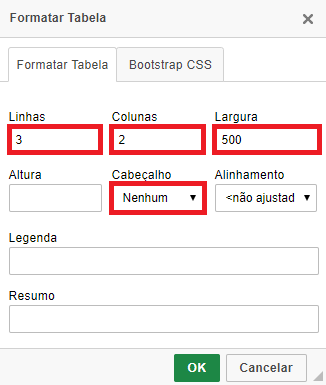 Formatar Tabela
Formatar Tabela Bootstrap CSS
Linhas Colunas Largura
3 2 500
Altura Cabeçalho Alinhamento
Nenhum <não ajustad
Legenda
Resumo
OK Cancelar